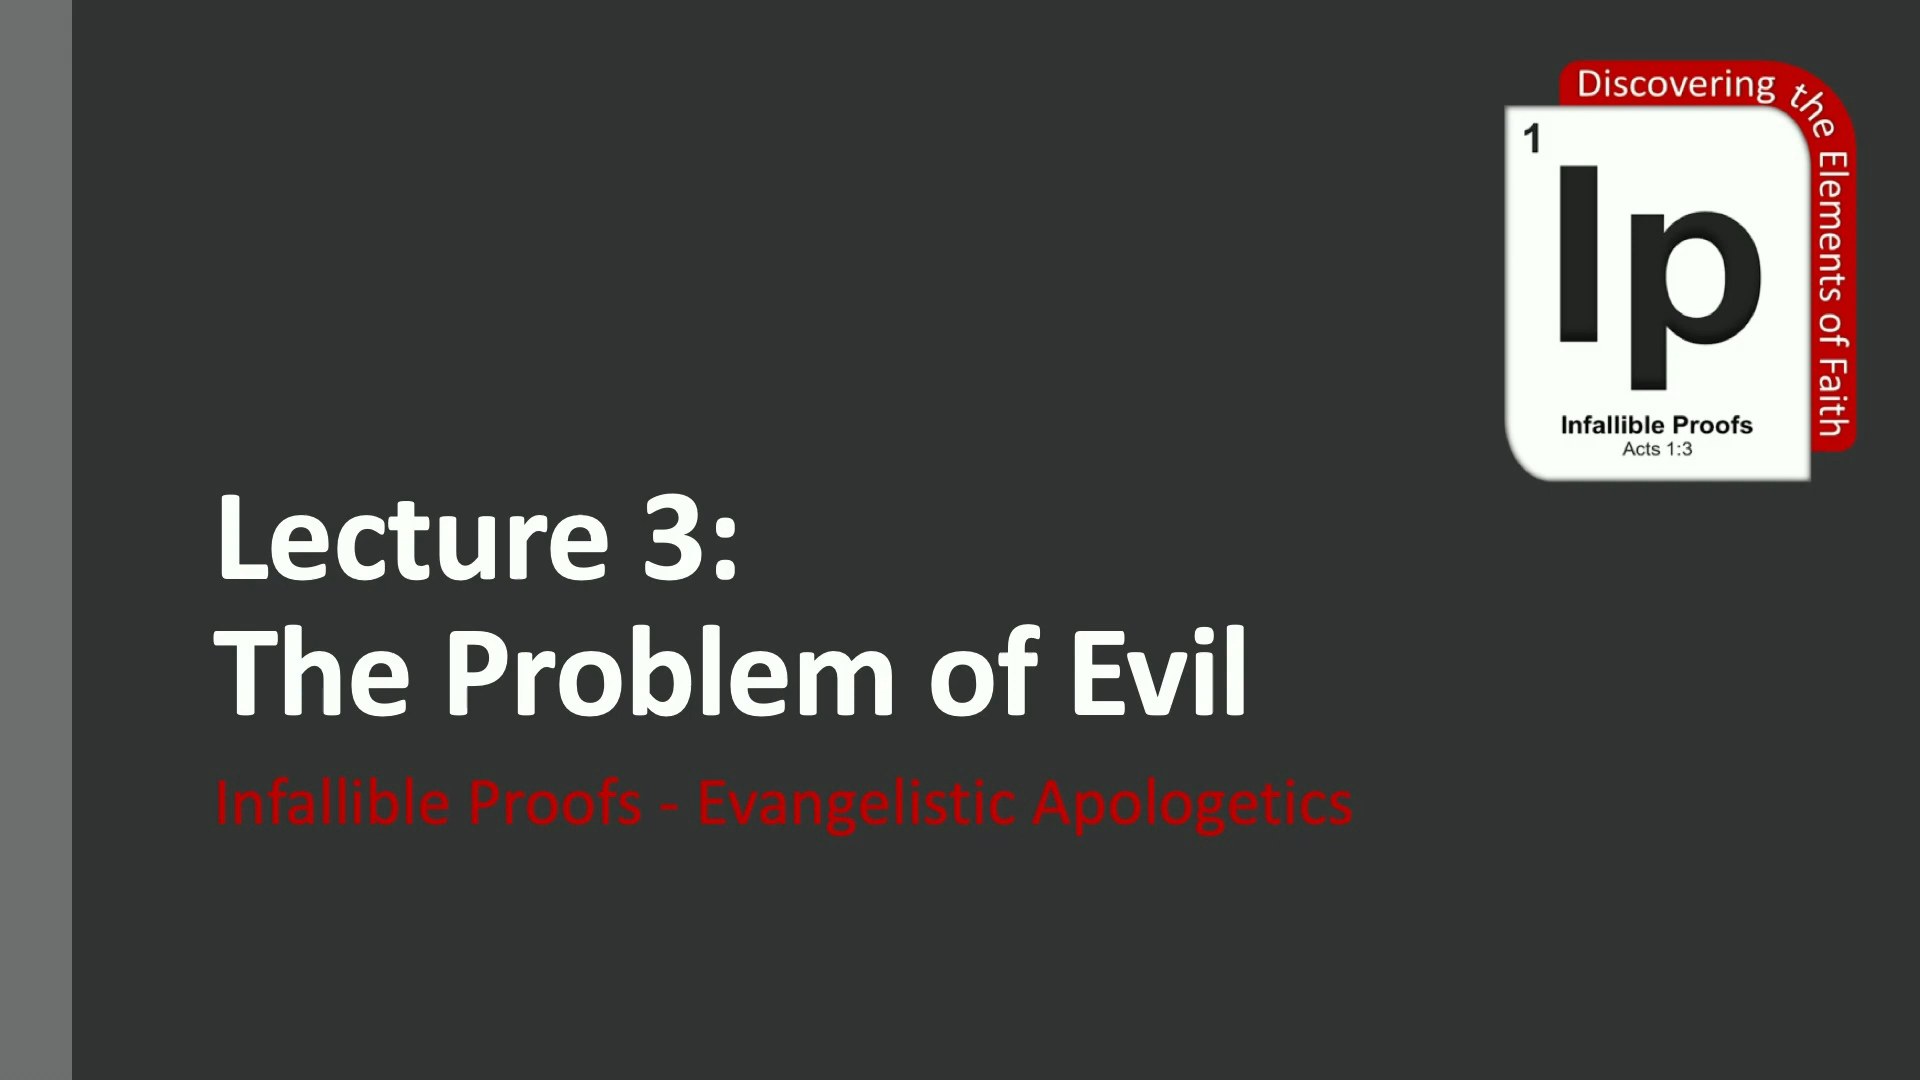 Discovering the Elements of Faith
1
Ip
Infallible Proofs
Acts 1:3
Lecture 3:
The Problem of Evil
Infallible Proofs - Evangelistic Apologetics